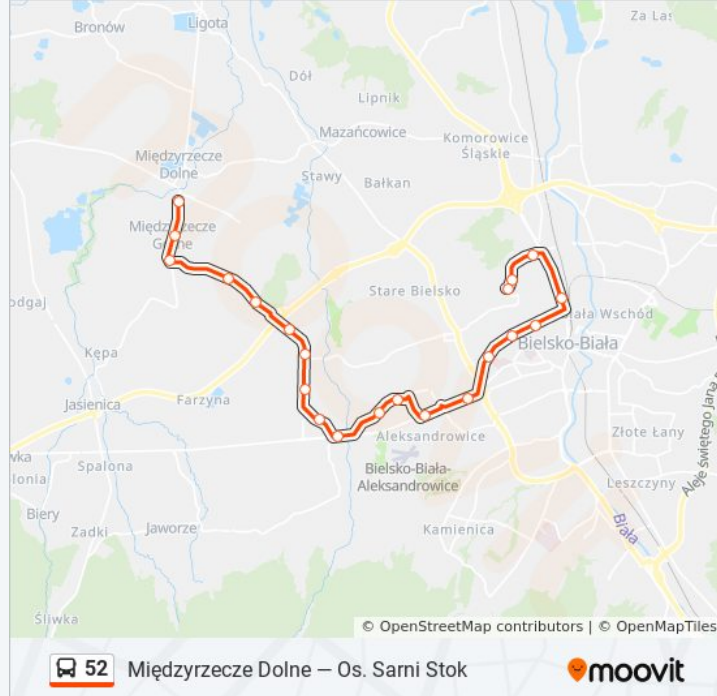 Bronów
Ligota
Za Las
Dół
Lipnik
Mazańcowice
Komorowice
Śląskie
Międzyrzecze
Dolne
Stawy
Bałkan
Międzyrzecze
Górne
Stare Bielsko
Bielsko-Biała
Kępa
Jasienica
Farzyna
Aleksandrowice
Złote Łany
Spalona
Bielsko-Biała-
Aleksandrowice
Leszczyny
Biery
Zadki
Jaworze
Kamienica
Biała
Śliwka
© OpenStreetMap contributors | © OpenMapTiles
52
Międzyrzecze Dolne — Os. Sarni Stok
moovit